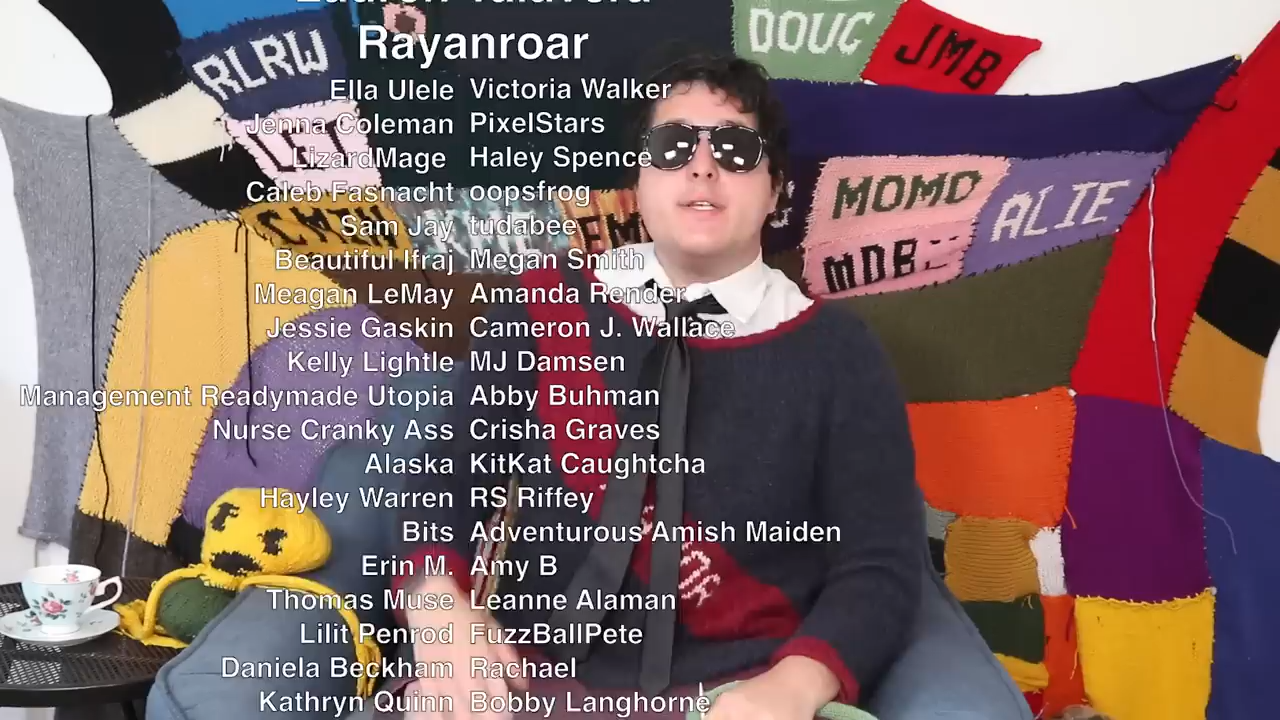 Rayanroar
Ella Ulele Victoria Walker
Jenna Coleman PixelStars
LizardMage Haley Spence
Caleb Fasnacht oopsfrog
Sam Jay tudabee
Beautiful Ifraj Megan Smith
Meagan LeMay Amanda Render
Jessie Gaskin Cameron J. Wallace
Kelly Lightle MJ Damsen
Management Readymade Utopia Abby Buhman
Nurse Cranky Ass Crisha Graves
Alaska KitKat Caughtcha
Hayley Warren RS Riffey
Bits Adventurous Amish Maiden
Erin M. Amy B
Thomas Muse Leanne Alaman
Lilit Penrod FuzzBallPete
Daniela Beckham Rachael
Kathryn Quinn Bobby Langhorne
RLRW
DOUG
JMB
MOMO
ALIE
MDB